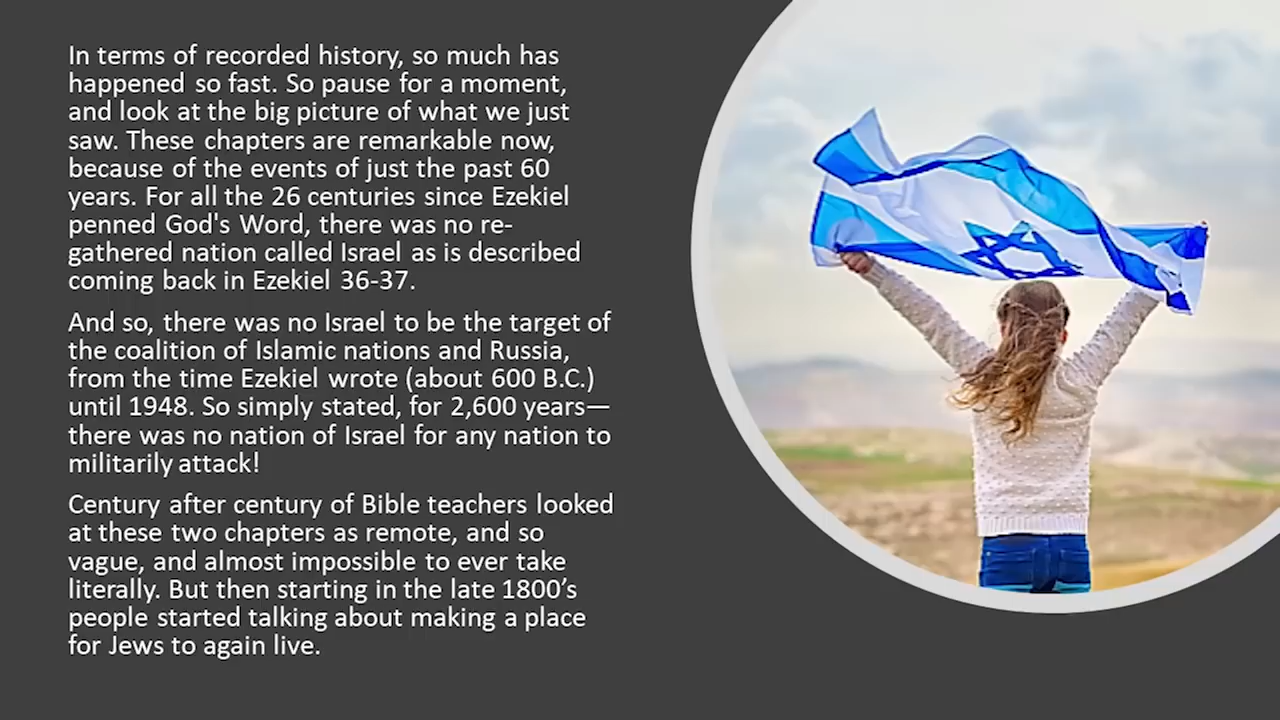 In terms of recorded history, so much has
happened so fast. So pause for a moment,
and look at the big picture of what we just
saw. These chapters are remarkable now,
because of the events of just the past 60
years. For all the 26 centuries since Ezekiel
penned God's Word, there was no re-
gathered nation called Israel as is described
coming back in Ezekiel 36-37.
And so, there was no Israel to be the target of
the coalition of Islamic nations and Russia,
from the time Ezekiel wrote (about 600 B.C.)
until 1948. So simply stated, for 2,600 years—
there was no nation of Israel for any nation to
militarily attack!
Century after century of Bible teachers looked
at these two chapters as remote, and so
vague, and almost impossible to ever take
literally. But then starting in the late 1800’s
people started talking about making a place
for Jews to again live.